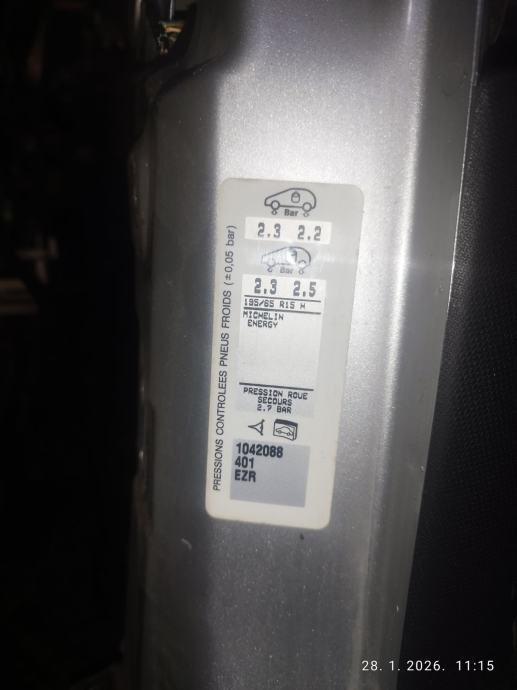 Bar
2.3 2.2
Bar
2.3 2.5
195/65 R15 H
MICHELIN
ENERGY
PRESSION ROUE
SECOURS
2.7 BAR
1042088
401
EZR
PRESSIONS CONTROLEES PNEUS FROIDS (±0,05 bar)
28. 1. 2026. 11:15